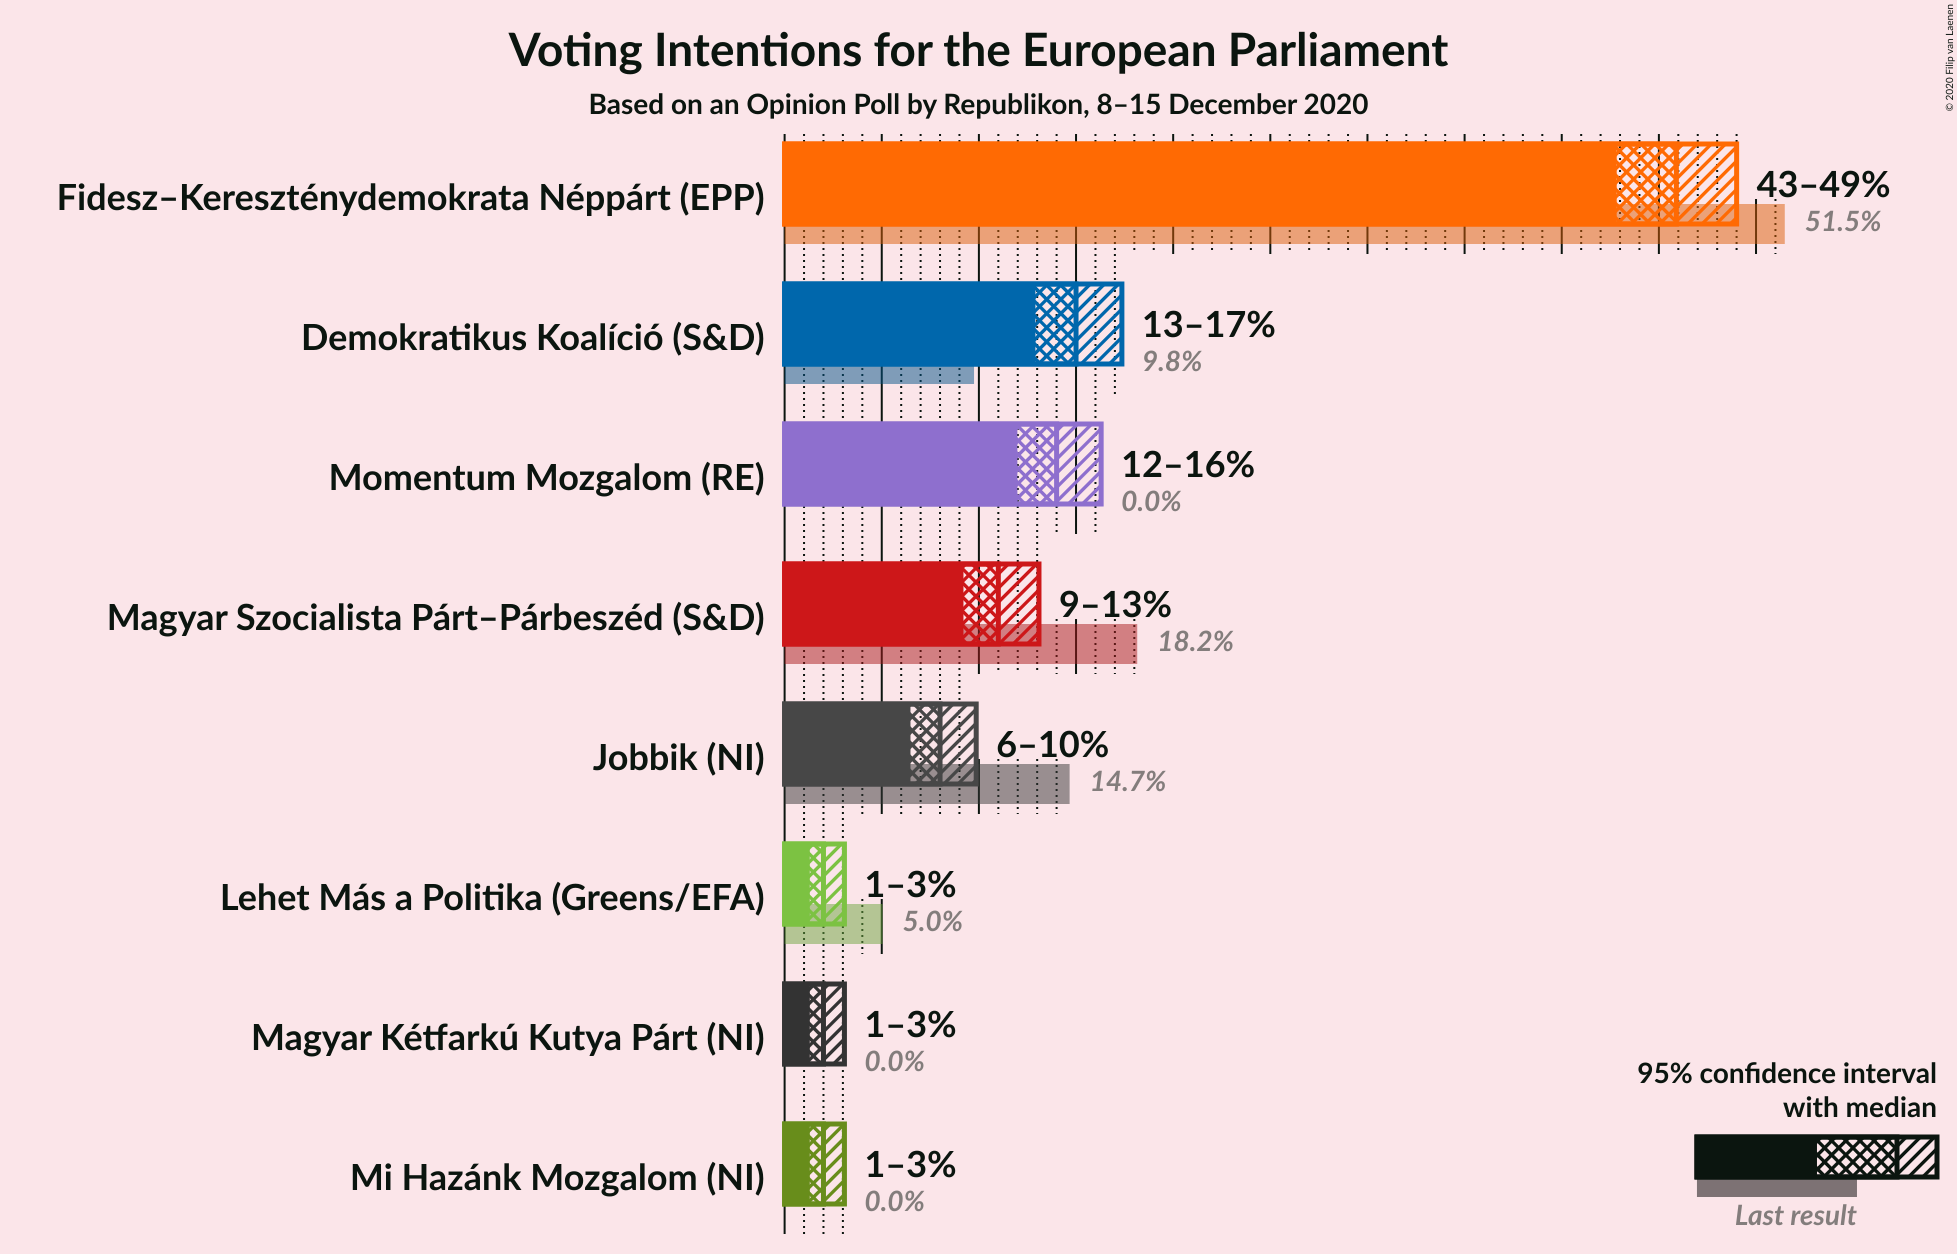 Voting Intentions for the European Parliament
Based on an Opinion Poll by Republikon, 8–15 December 2020
© 2020 Filip van Laenen
Fidesz–Kereszténydemokrata Néppárt (EPP)
43–49%
51.5%
Demokratikus Koalíció (S&D)
13–17%
9.8%
Momentum Mozgalom (RE)
12–16%
0.0%
Magyar Szocialista Párt–Párbeszéd (S&D)
9–13%
18.2%
Jobbik (NI)
6–10%
14.7%
Lehet Más a Politika (Greens/EFA)
1–3%
5.0%
Magyar Kétfarkú Kutya Párt (NI)
1–3%
0.0%
Mi Hazánk Mozgalom (NI)
1–3%
0.0%
95% confidence interval
with median
Last result